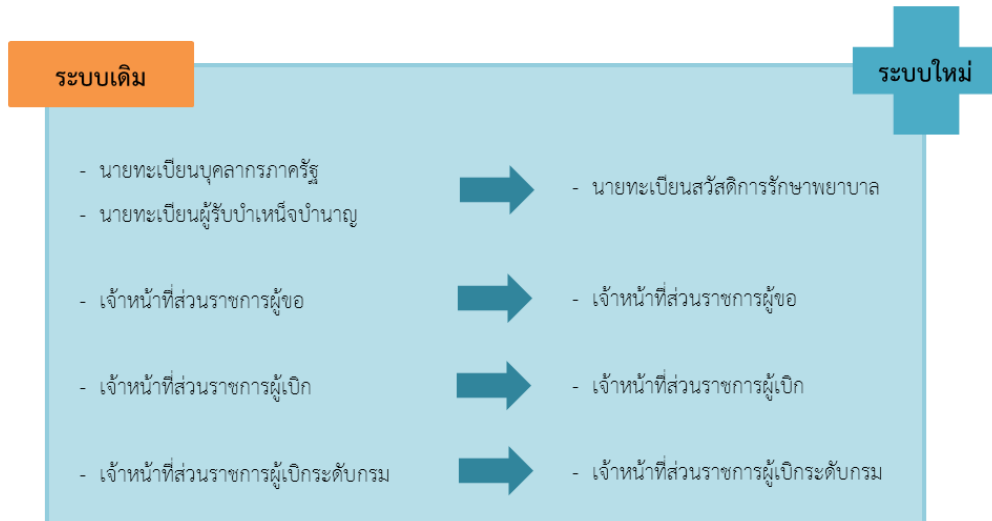 ระบบเดิม
ระบบใหม่
- นายทะเบียนบุคลากรภาครัฐ
- นายทะเบียนผู้รับบำเหน็จบำนาญ
- นายทะเบียนสวัสดิการรักษาพยาบาล
- เจ้าหน้าที่ส่วนราชการผู้ขอ
- เจ้าหน้าที่ส่วนราชการผู้ขอ
- เจ้าหน้าที่ส่วนราชการผู้เบิก
- เจ้าหน้าที่ส่วนราชการผู้เบิก
- เจ้าหน้าที่ส่วนราชการผู้เบิกระดับกรม
- เจ้าหน้าที่ส่วนราชการผู้เบิกระดับกรม